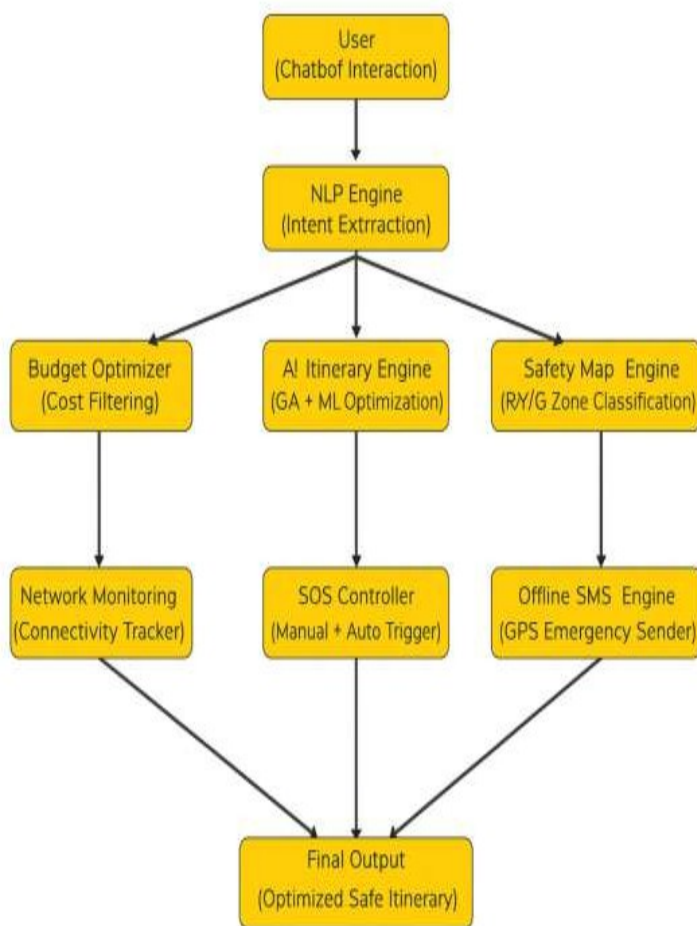 User
(Chatbof Interaction)
NLP Engine
(Intent Extrraction)
Budget Optimizer
(Cost Filtering)
A! Itinerary Engine
(GA + ML Optimization)
Safety Map Engine
(R/Y/G Zone Classification)
Network Monitoring
(Connectivity Tracker)
SOS Controller
(Manual + Auto Trigger)
Offline SMS Engine
(GPS Emergency Sender)
Final Output
(Optimized Safe Itinerary)